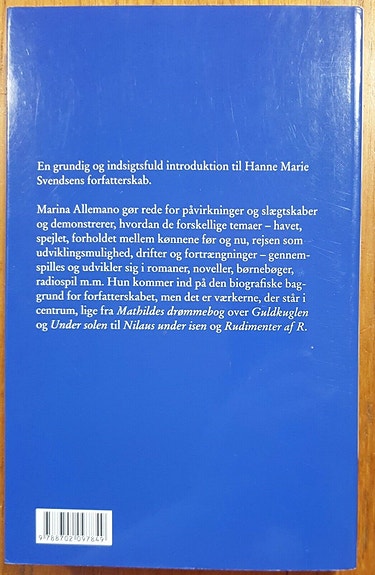 En grundig og indsigtsfuld introduktion til Hanne Marie
Svendsens forfatterskab.
Marina Allemano gør rede for påvirkninger og slægtskaber
og demonstrerer, hvordan de forskellige temaer – havet,
spejlet, forholdet mellem kønnene før og nu, rejsen som
udviklingsmulighed, drifter og fortrængninger – gennem-
spilles og udvikler sig i romaner, noveller, børnebøger,
radiospil m.m. Hun kommer ind på den biografiske bag-
grund for forfatterskabet, men det er værkerne, der står i
centrum, lige fra Mathildes drømmebog over Guldkuglen
og Under solen til Nilaus under isen og Rudimenter af R.
9788702097849